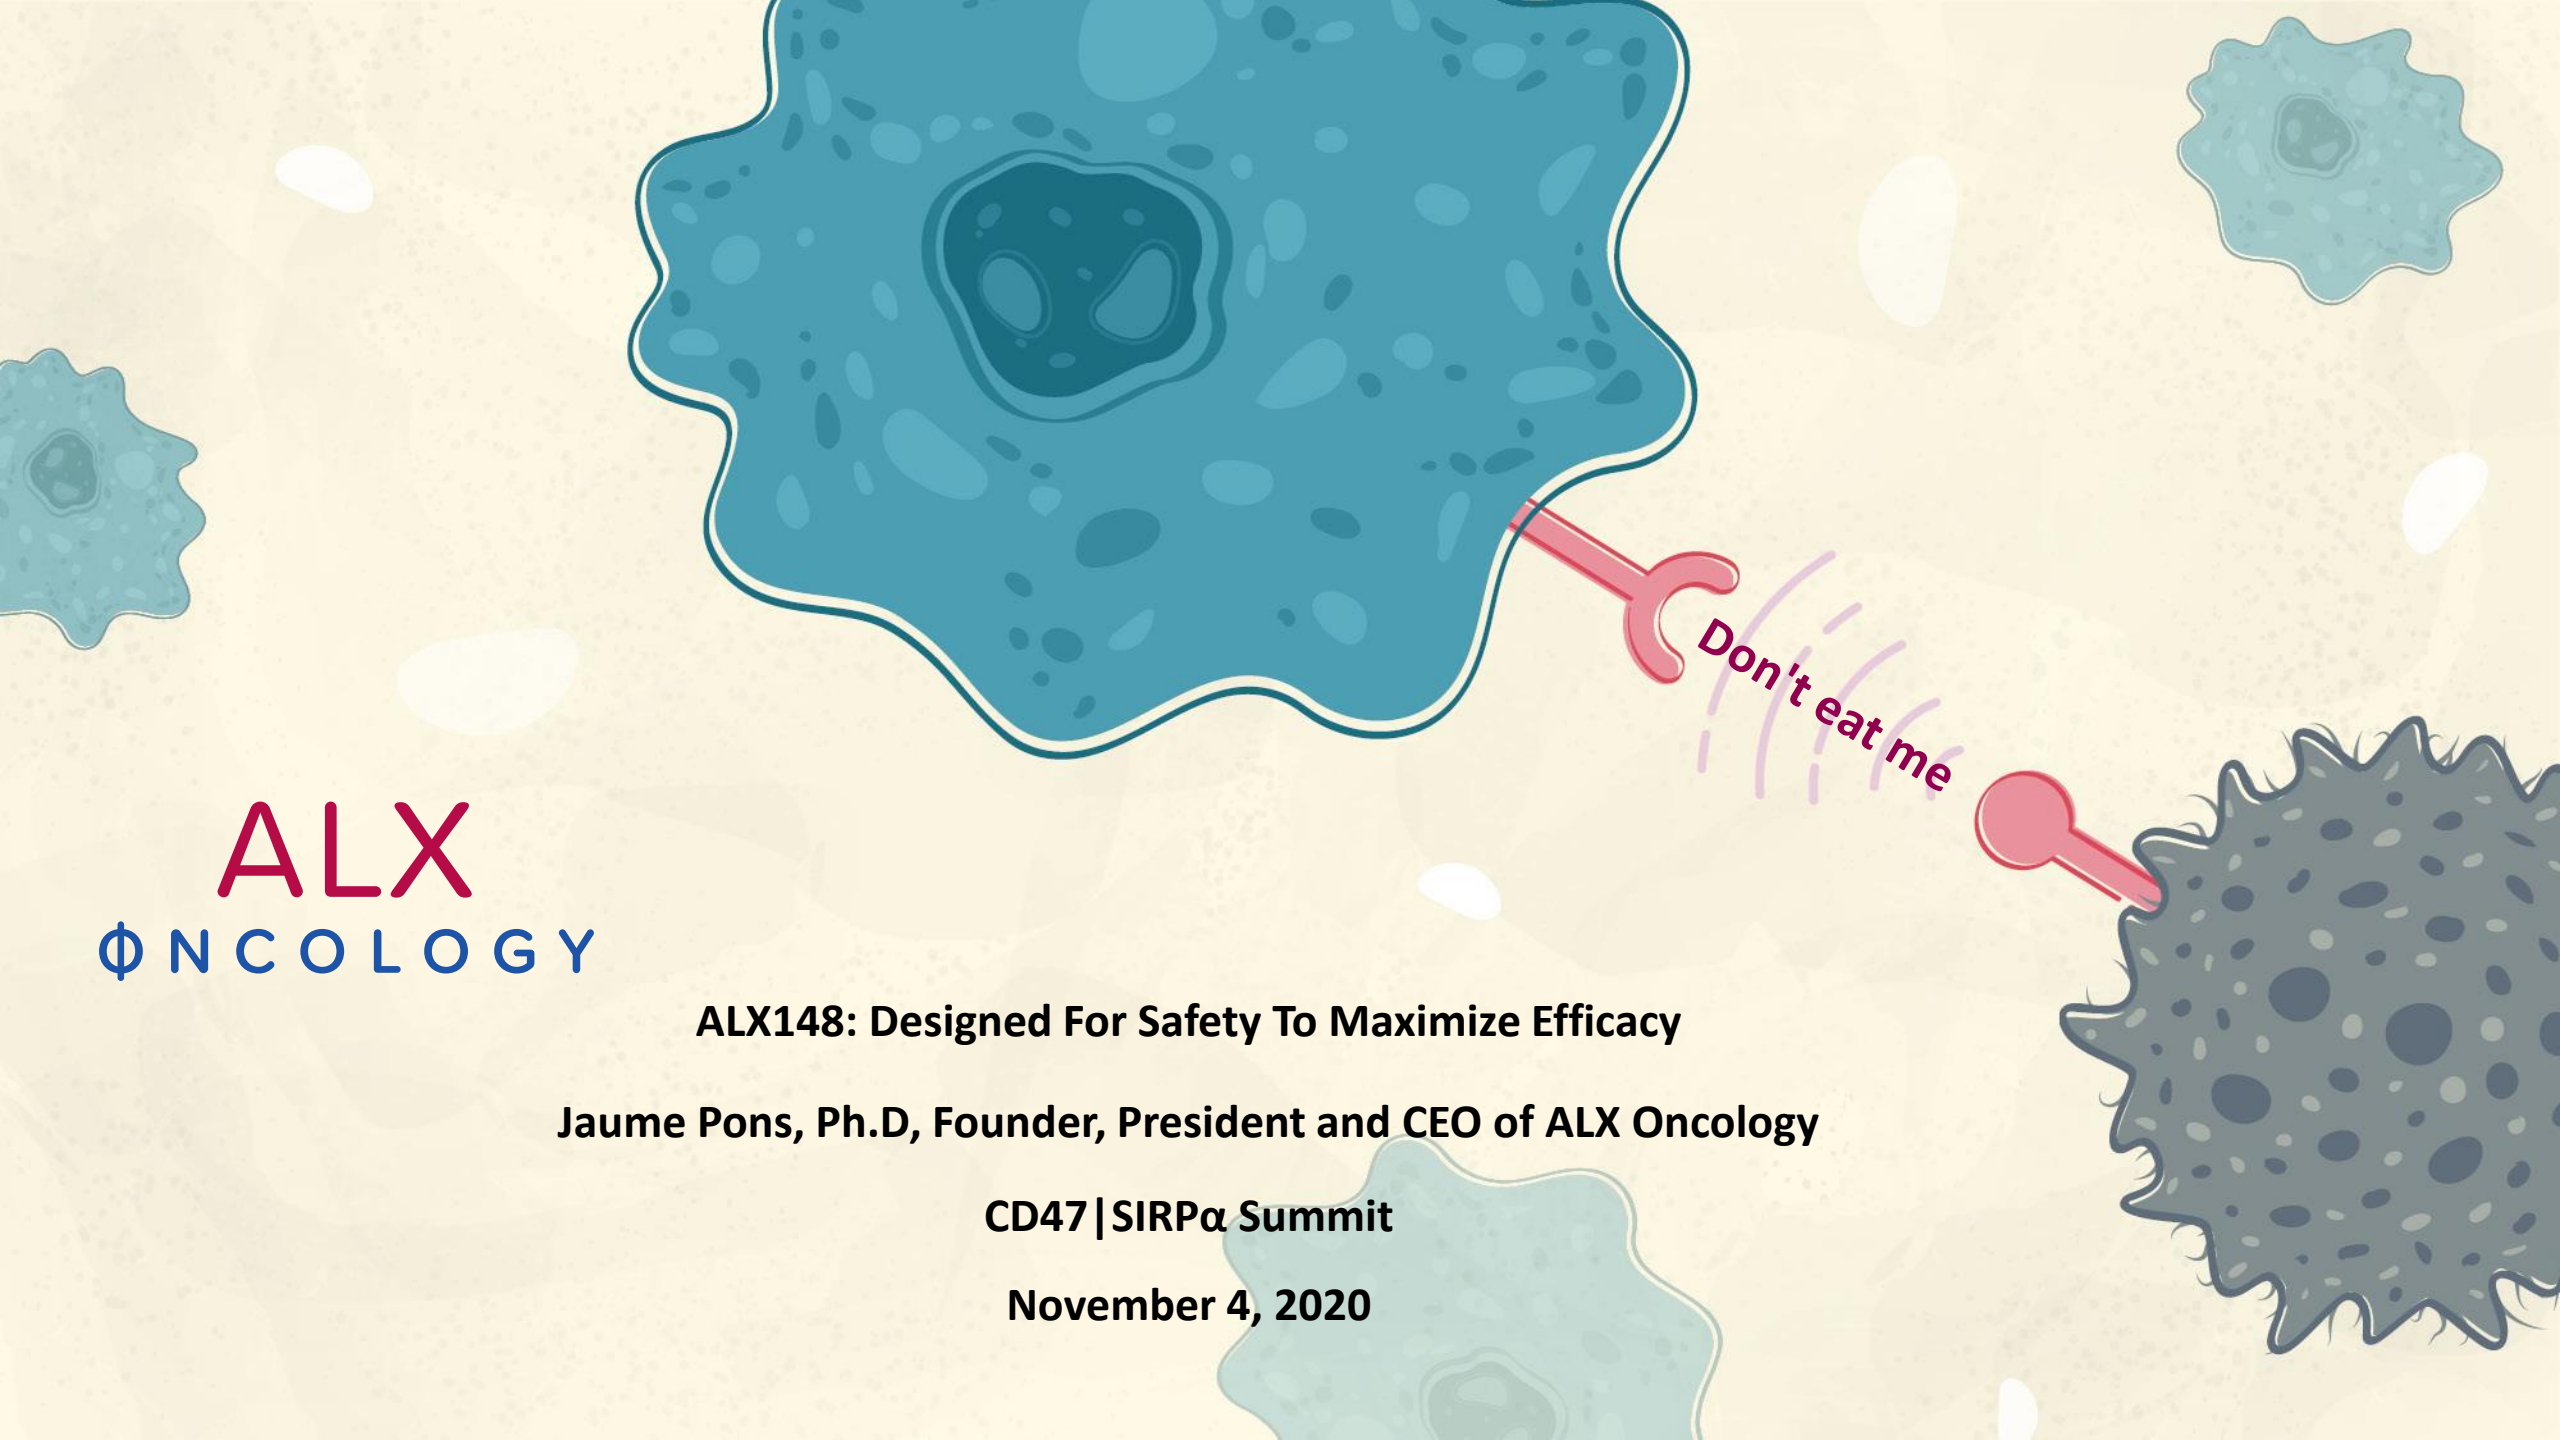 Don't eat me
ALX
ONCOLOGY
ALX148: Designed For Safety To Maximize Efficacy
Jaume Pons, Ph.D, Founder, President and CEO of ALX Oncology
CD47|SIRPα Summit
November 4, 2020